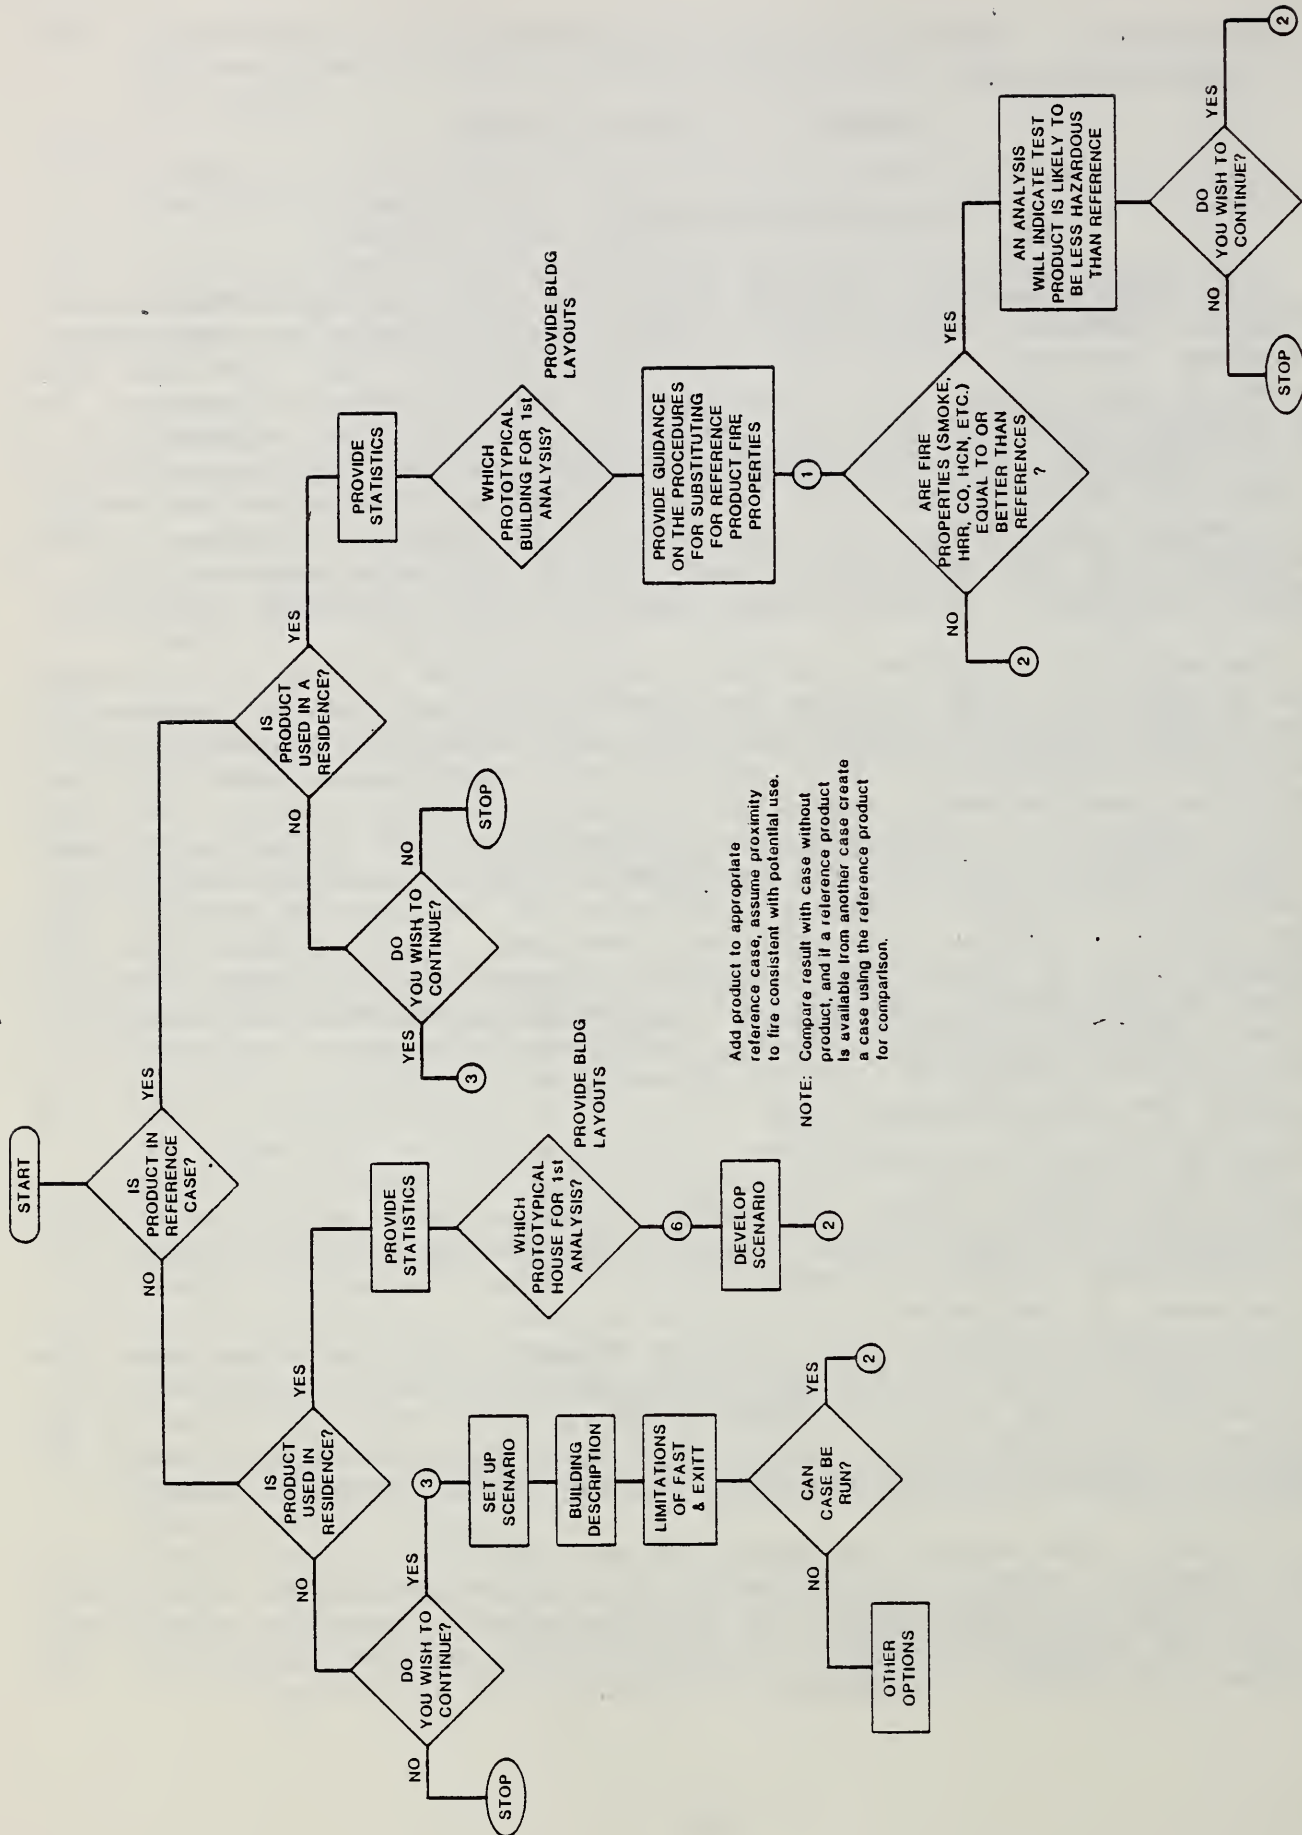 START
IS
PRODUCT IN
REFERENCE
CASE?
NO
YES
IS
PRODUCT
USED IN
RESIDENCE?
NO
YES
DO
YOU WISH TO
CONTINUE?
NO
STOP
YES
3
SET UP
SCENARIO
BUILDING
DESCRIPTION
LIMITATIONS
OF FAST
& EXITT
CAN
CASE BE
RUN?
NO
OTHER
OPTIONS
YES
2
PROVIDE
STATISTICS
WHICH
PROTOTYPICAL
HOUSE FOR 1st
ANALYSIS?
PROVIDE BLDG
LAYOUTS
6
DEVELOP
SCENARIO
2
IS
PRODUCT
USED IN A
RESIDENCE?
NO
YES
DO
YOU WISH TO
CONTINUE?
YES
3
NO
STOP
Add product to appropriate
reference case, assume proximity
to fire consistent with potential use.
NOTE: Compare result with case without
product, and if a reference product
is available from another case create
a case using the reference product
for comparison.
PROVIDE
STATISTICS
WHICH
PROTOTYPICAL
BUILDING FOR 1st
ANALYSIS?
PROVIDE BLDG
LAYOUTS
PROVIDE GUIDANCE
ON THE PROCEDURES
FOR SUBSTITUTING
FOR REFERENCE
PRODUCT FIRE
PROPERTIES
1
ARE FIRE
PROPERTIES (SMOKE,
HRR, CO, HCN, ETC.)
EQUAL TO OR
BETTER THAN
REFERENCES
?
NO
2
YES
AN ANALYSIS
WILL INDICATE TEST
PRODUCT IS LIKELY TO
BE LESS HAZARDOUS
THAN REFERENCE
DO
YOU WISH TO
CONTINUE?
NO
STOP
YES
2